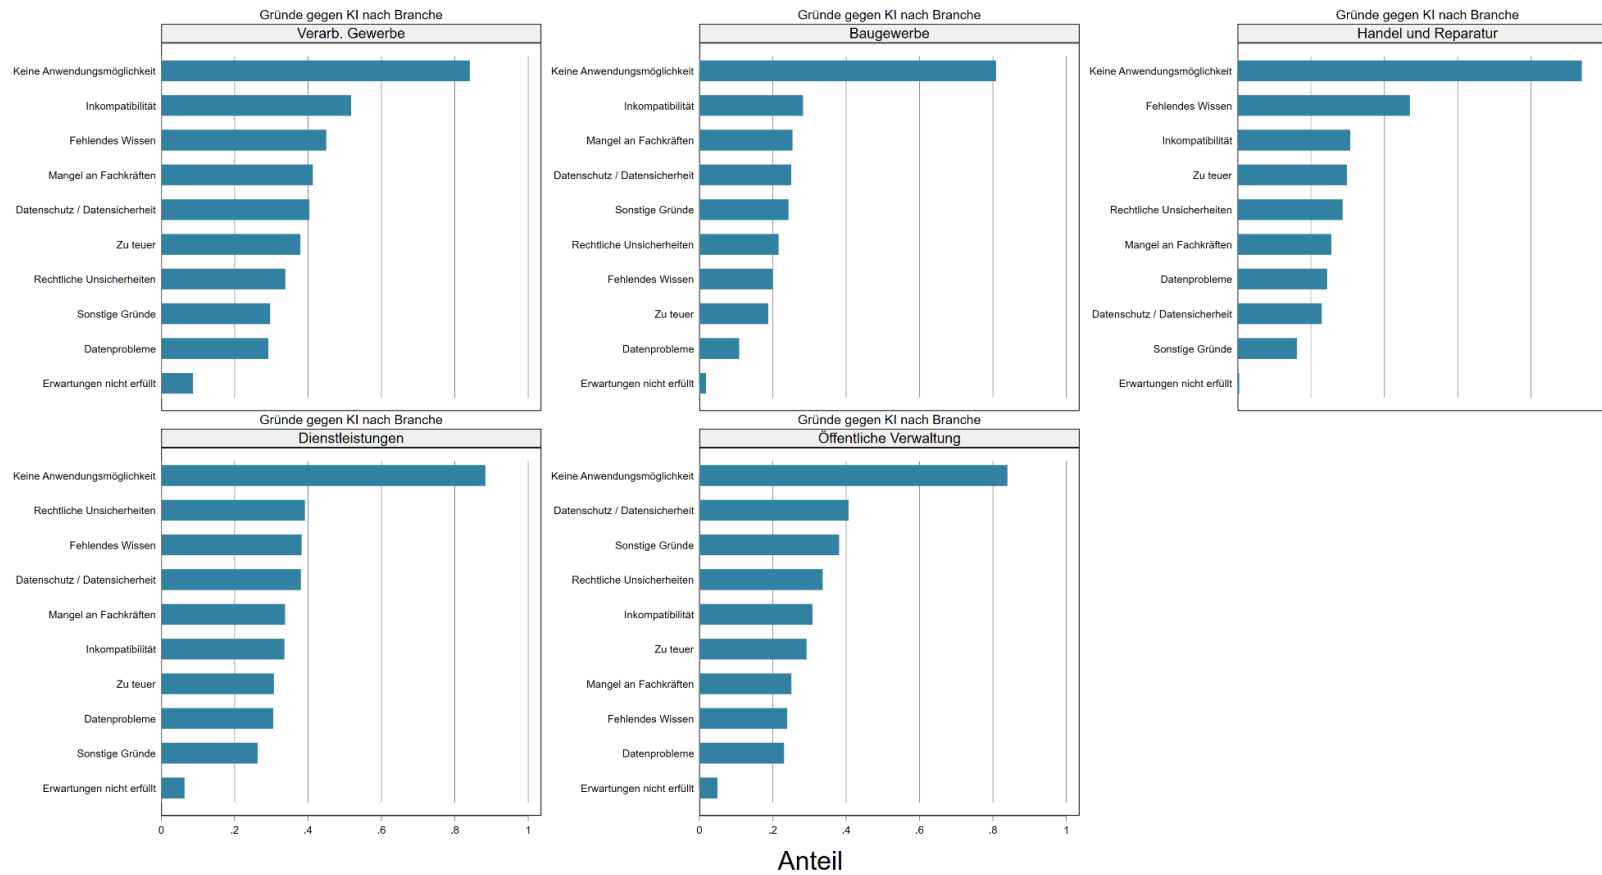 Gründe gegen KI nach Branche
Verarb. Gewerbe
Keine Anwendungsmöglichkeit
Inkompatibilität
Fehlendes Wissen
Mangel an Fachkräften
Datenschutz / Datensicherheit
Zu teuer
Rechtliche Unsicherheiten
Sonstige Gründe
Datenprobleme
Erwartungen nicht erfüllt
Gründe gegen KI nach Branche
Baugewerbe
Keine Anwendungsmöglichkeit
Inkompatibilität
Mangel an Fachkräften
Datenschutz / Datensicherheit
Sonstige Gründe
Rechtliche Unsicherheiten
Fehlendes Wissen
Zu teuer
Datenprobleme
Erwartungen nicht erfüllt
Gründe gegen KI nach Branche
Handel und Reparatur
Keine Anwendungsmöglichkeit
Fehlendes Wissen
Inkompatibilität
Zu teuer
Rechtliche Unsicherheiten
Mangel an Fachkräften
Datenprobleme
Datenschutz / Datensicherheit
Sonstige Gründe
Erwartungen nicht erfüllt
Gründe gegen KI nach Branche
Dienstleistungen
Keine Anwendungsmöglichkeit
Rechtliche Unsicherheiten
Fehlendes Wissen
Datenschutz / Datensicherheit
Mangel an Fachkräften
Inkompatibilität
Zu teuer
Datenprobleme
Sonstige Gründe
Erwartungen nicht erfüllt
0 .2 .4 .6 .8 1
Gründe gegen KI nach Branche
Öffentliche Verwaltung
Keine Anwendungsmöglichkeit
Datenschutz / Datensicherheit
Sonstige Gründe
Rechtliche Unsicherheiten
Inkompatibilität
Zu teuer
Mangel an Fachkräften
Fehlendes Wissen
Datenprobleme
Erwartungen nicht erfüllt
0 .2 .4 .6 .8 1
Anteil